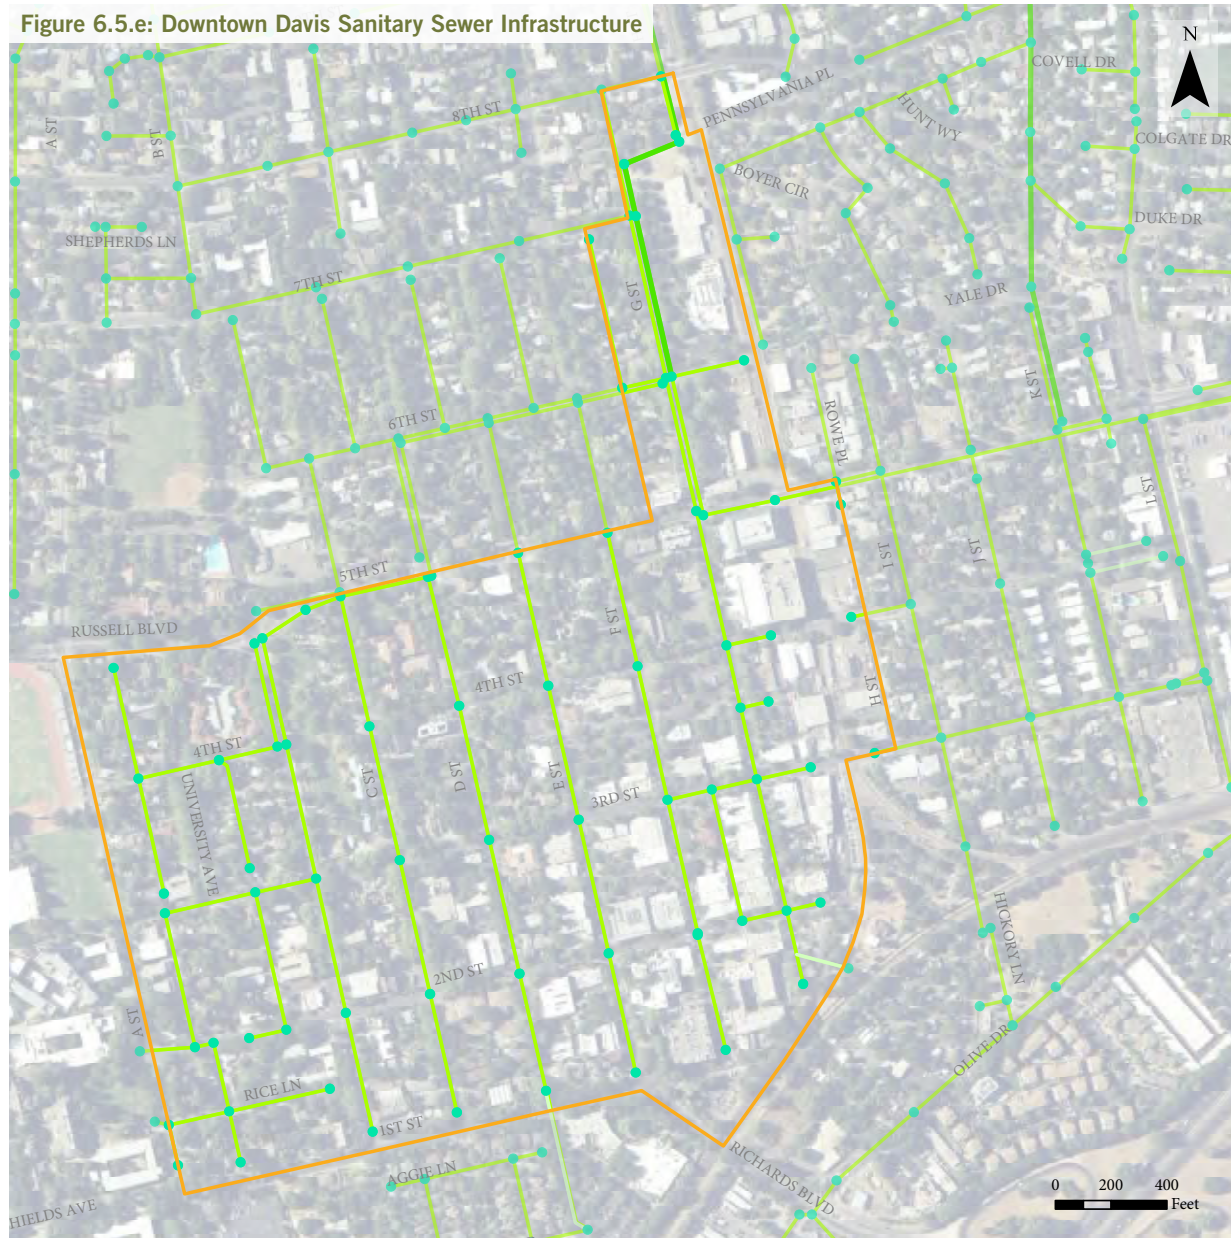 Figure 6.5.e: Downtown Davis Sanitary Sewer Infrastructure
N
COVELL DR
PENNSYLVANIA PL
HUNT WY
8TH ST
A ST
B ST
COLGATE DR
BOYER CIR
DUKE DR
SHEPHERDS LN
7TH ST
G ST
YALE DR
K ST
6TH ST
ROWE PL
L ST
I ST
J ST
5TH ST
RUSSELL BLVD
F ST
4TH ST
H ST
4TH ST
UNIVERSITY AVE
C ST
D ST
E ST
3RD ST
HICKORY LN
2ND ST
A ST
OLIVE DR
RICE LN
1ST ST
AGGIE LN
RICHARDS BLVD
HIELDS AVE
0 200 400
Feet